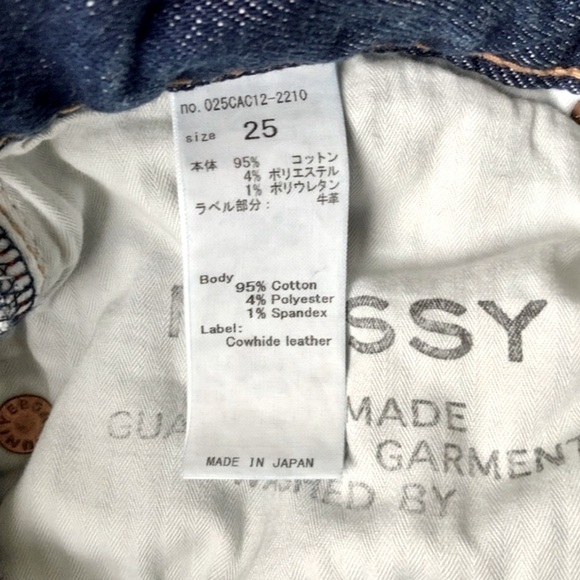 no. 025CAC12-2210
size 25
本体 95% コットン
4% ポリエステル
1% ポリウレタン
ラベル部分: 牛革
Body 95% Cotton
4% Polyester
1% Spandex
Label:
Cowhide leather
MADE IN JAPAN
SSY
MADE
GARMENT
BY